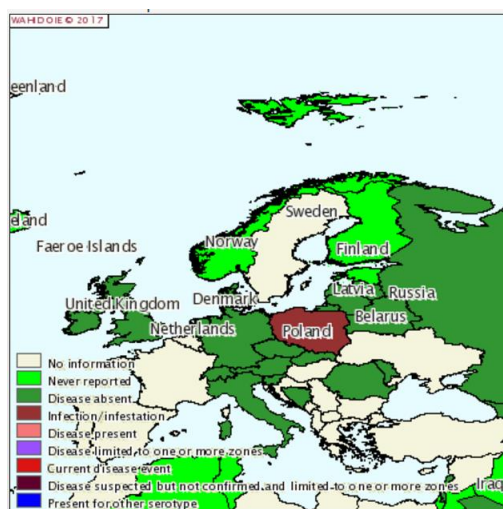 WAHIDOIE © 2017
eenland
eland
Faeroe Islands
Sweden
Norway
Finland
United Kingdom
Denmark
Latvia
Russia
Netherlands
Belarus
Poland
No information
Never reported
Disease absent
Infection/infestation
Disease present
Disease limited to one or more zones
Current disease event
Iraq
Disease suspected but not confirmed and limited to one or more zones
Present for other serotype